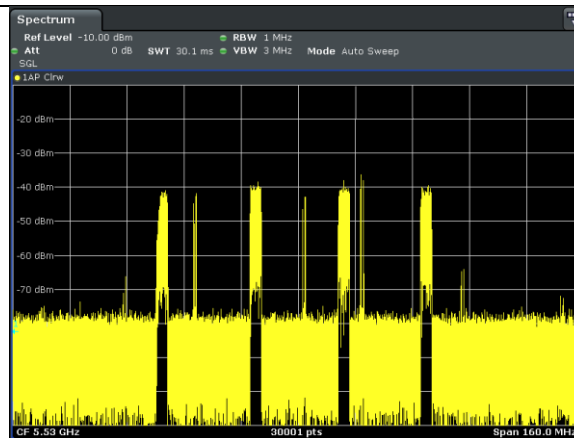 Spectrum
Ref Level -10.00 dBm RBW 1 MHz
Att 0 dB SWT 30.1 ms VBW 3 MHz Mode Auto Sweep
SGL
1AP Clrw
-20 dBm
-30 dBm
-40 dBm
-50 dBm
-60 dBm
-70 dBm
CF 5.53 GHz 30001 pts Span 160.0 MHz